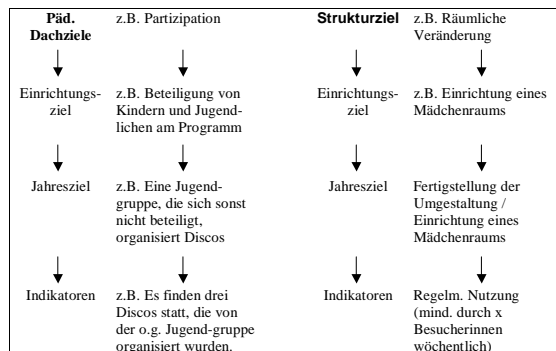 Päd.
Dachziele
z.B. Partizipation
Strukturziel
z.B. Räumliche
Veränderung
Einrichtungs-
ziel
z.B. Beteiligung von
Kindern und Jugend-
lichen am Programm
Einrichtungs-
ziel
z.B. Einrichtung eines
Mädchenraums
Jahresziel
z.B. Eine Jugend-
gruppe, die sich sonst
nicht beteiligt,
organisiert Discos
Jahresziel
Fertigstellung der
Umgestaltung /
Einrichtung eines
Mädchenraums
Indikatoren
z.B. Es finden drei
Discos statt, die von
der o.g. Jugend-gruppe
organisiert wurden.
Indikatoren
Regelm. Nutzung
(mind. durch x
Besucherinnen
wöchentlich)